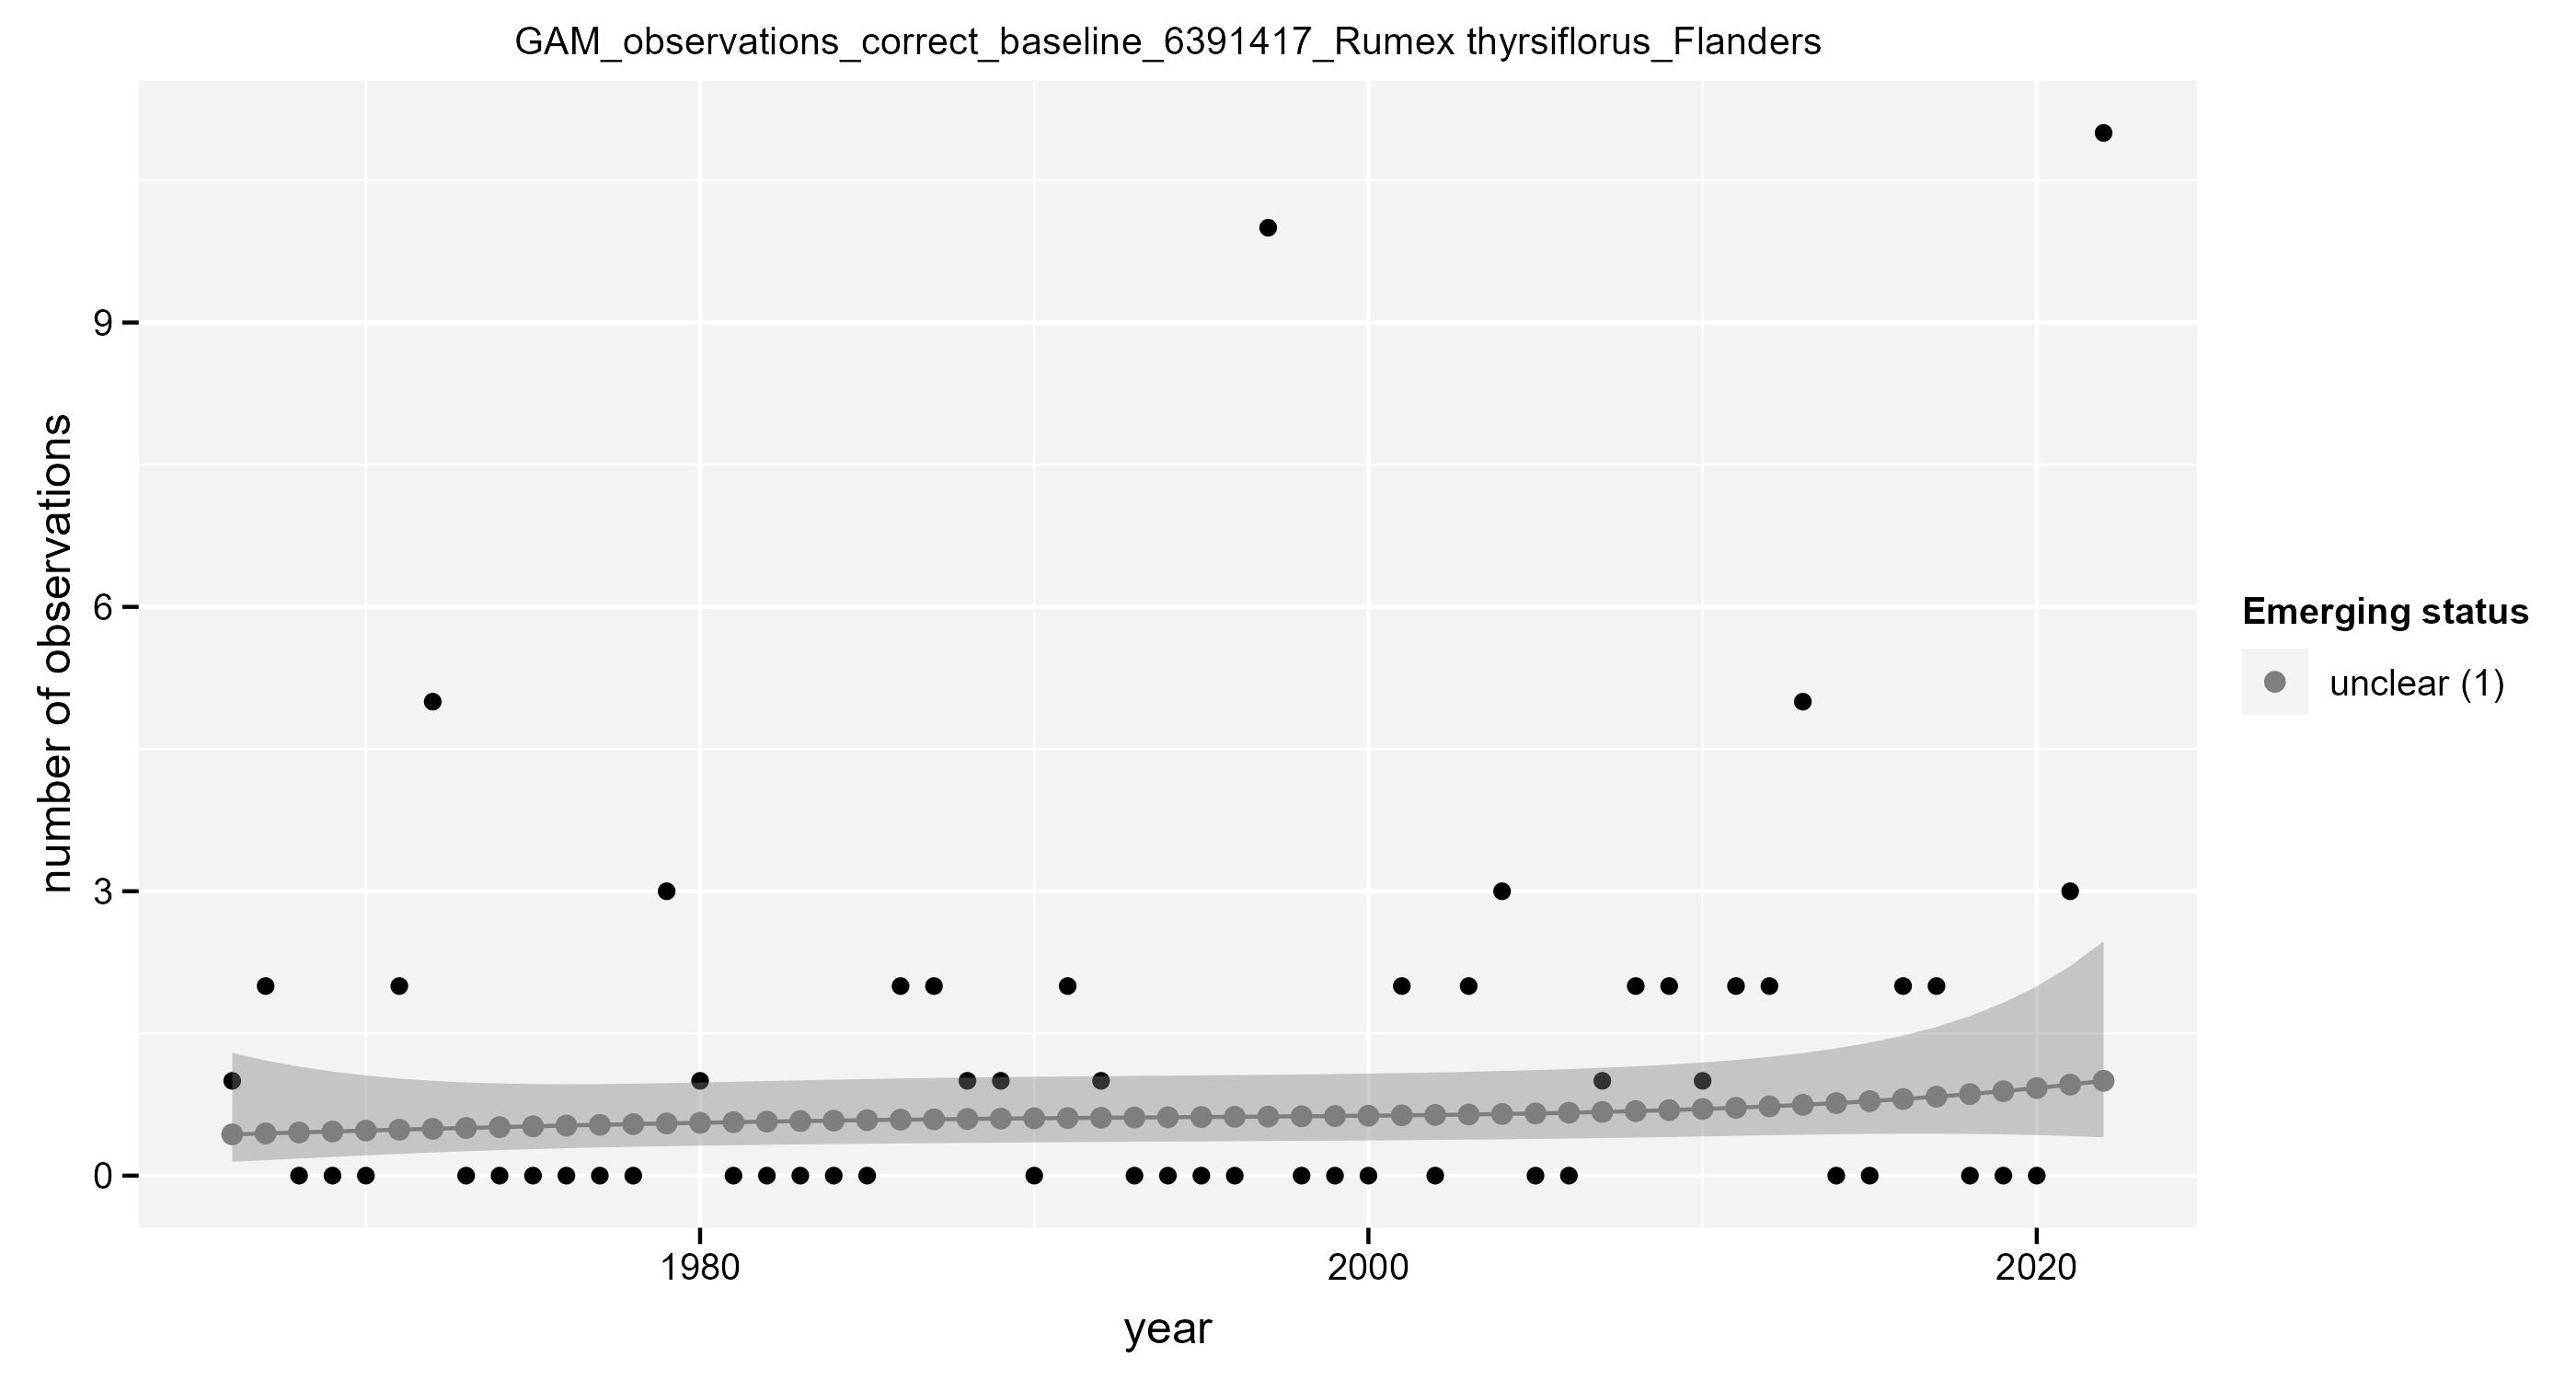 GAM_observations_correct_baseline_6391417_Rumex thyrsiflorus_Flanders
number of observations
9
6
3
0
1980
2000
2020
year
Emerging status
unclear (1)